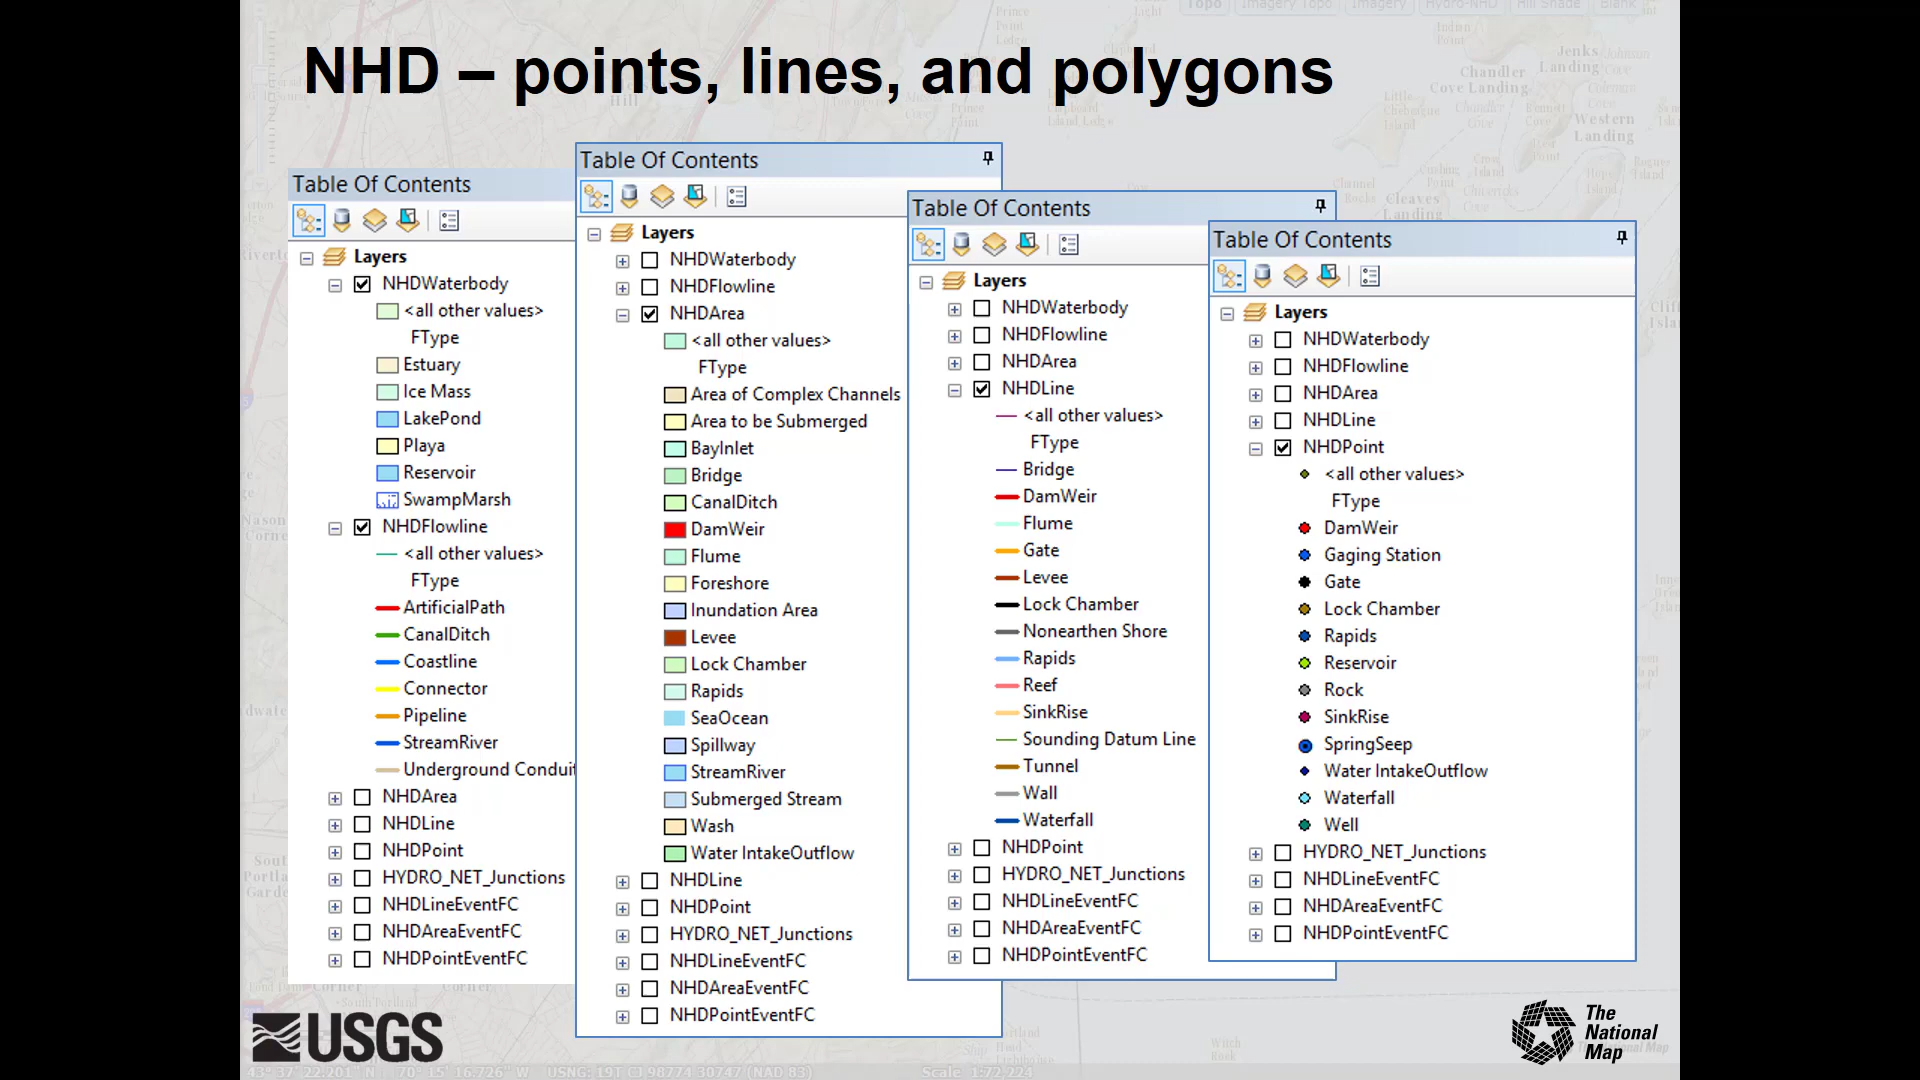 NHD – points, lines, and polygons
Table Of Contents
Layers
NHDWaterbody
<all other values>
FType
Estuary
Ice Mass
LakePond
Playa
Reservoir
SwampMarsh
NHDFlowline
<all other values>
FType
ArtificialPath
CanalDitch
Coastline
Connector
Pipeline
StreamRiver
Underground Conduit
NHDArea
NHDLine
NHDPoint
HYDRO_NET_Junctions
NHDLineEventFC
NHDAreaEventFC
NHDPointEventFC
Table Of Contents
Layers
NHDWaterbody
NHDFlowline
NHDArea
<all other values>
FType
Area of Complex Channels
Area to be Submerged
BayInlet
Bridge
CanalDitch
DamWeir
Flume
Foreshore
Inundation Area
Levee
Lock Chamber
Rapids
SeaOcean
Spillway
StreamRiver
Submerged Stream
Wash
Water IntakeOutflow
NHDLine
NHDPoint
HYDRO_NET_Junctions
NHDLineEventFC
NHDAreaEventFC
NHDPointEventFC
Table Of Contents
Layers
NHDWaterbody
NHDFlowline
NHDArea
NHDLine
<all other values>
FType
Bridge
DamWeir
Flume
Gate
Levee
Lock Chamber
Nonearthen Shore
Rapids
Reef
SinkRise
Sounding Datum Line
Tunnel
Wall
Waterfall
NHDPoint
HYDRO_NET_Junctions
NHDLineEventFC
NHDAreaEventFC
NHDPointEventFC
Table Of Contents
Layers
NHDWaterbody
NHDFlowline
NHDArea
NHDLine
NHDPoint
<all other values>
FType
DamWeir
Gaging Station
Gate
Lock Chamber
Rapids
Reservoir
Rock
SinkRise
SpringSeep
Water IntakeOutflow
Waterfall
Well
HYDRO_NET_Junctions
NHDLineEventFC
NHDAreaEventFC
NHDPointEventFC
USGS
The
National
Map